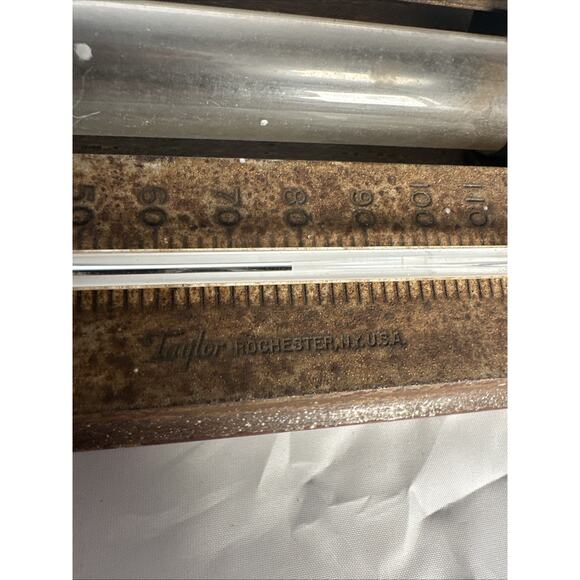 50 60 70 80 90 100 110
Taylor ROCHESTER, N.Y. U.S.A.